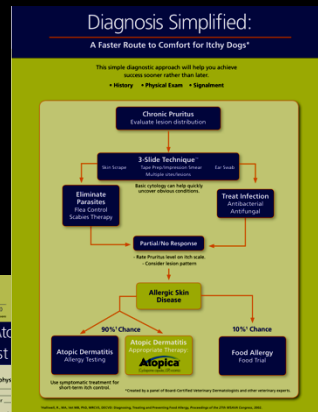 Diagnosis Simplified:
A Faster Route to Comfort for Itchy Dogs*
This simple diagnostic approach will help you achieve
success sooner rather than later.
• History • Physical Exam • Signalment
Chronic Pruritus
Evaluate lesion distribution
3-Slide Technique™
Skin Scrape Tape Prep/Impression Smear Ear Swab
Multiple sites/lesions
Basic cytology can help quickly
uncover obvious conditions.
Eliminate
Parasites
Flea Control
Scabies Therapy
Treat Infection
Antibacterial
Antifungal
Partial/No Response
- Rate Pruritus level on itch scale.
- Consider lesion pattern
Allergic Skin
Disease
90%¹ Chance
10%¹ Chance
Atopic Dermatitis
Allergy Testing
Atopic Dermatitis
Appropriate Therapy
Atopica
Food Allergy
Food Trial
Use symptomatic treatment for
short-term itch control.
*Created by a panel of Board-Certified Veterinary Dermatologists and other veterinary experts.